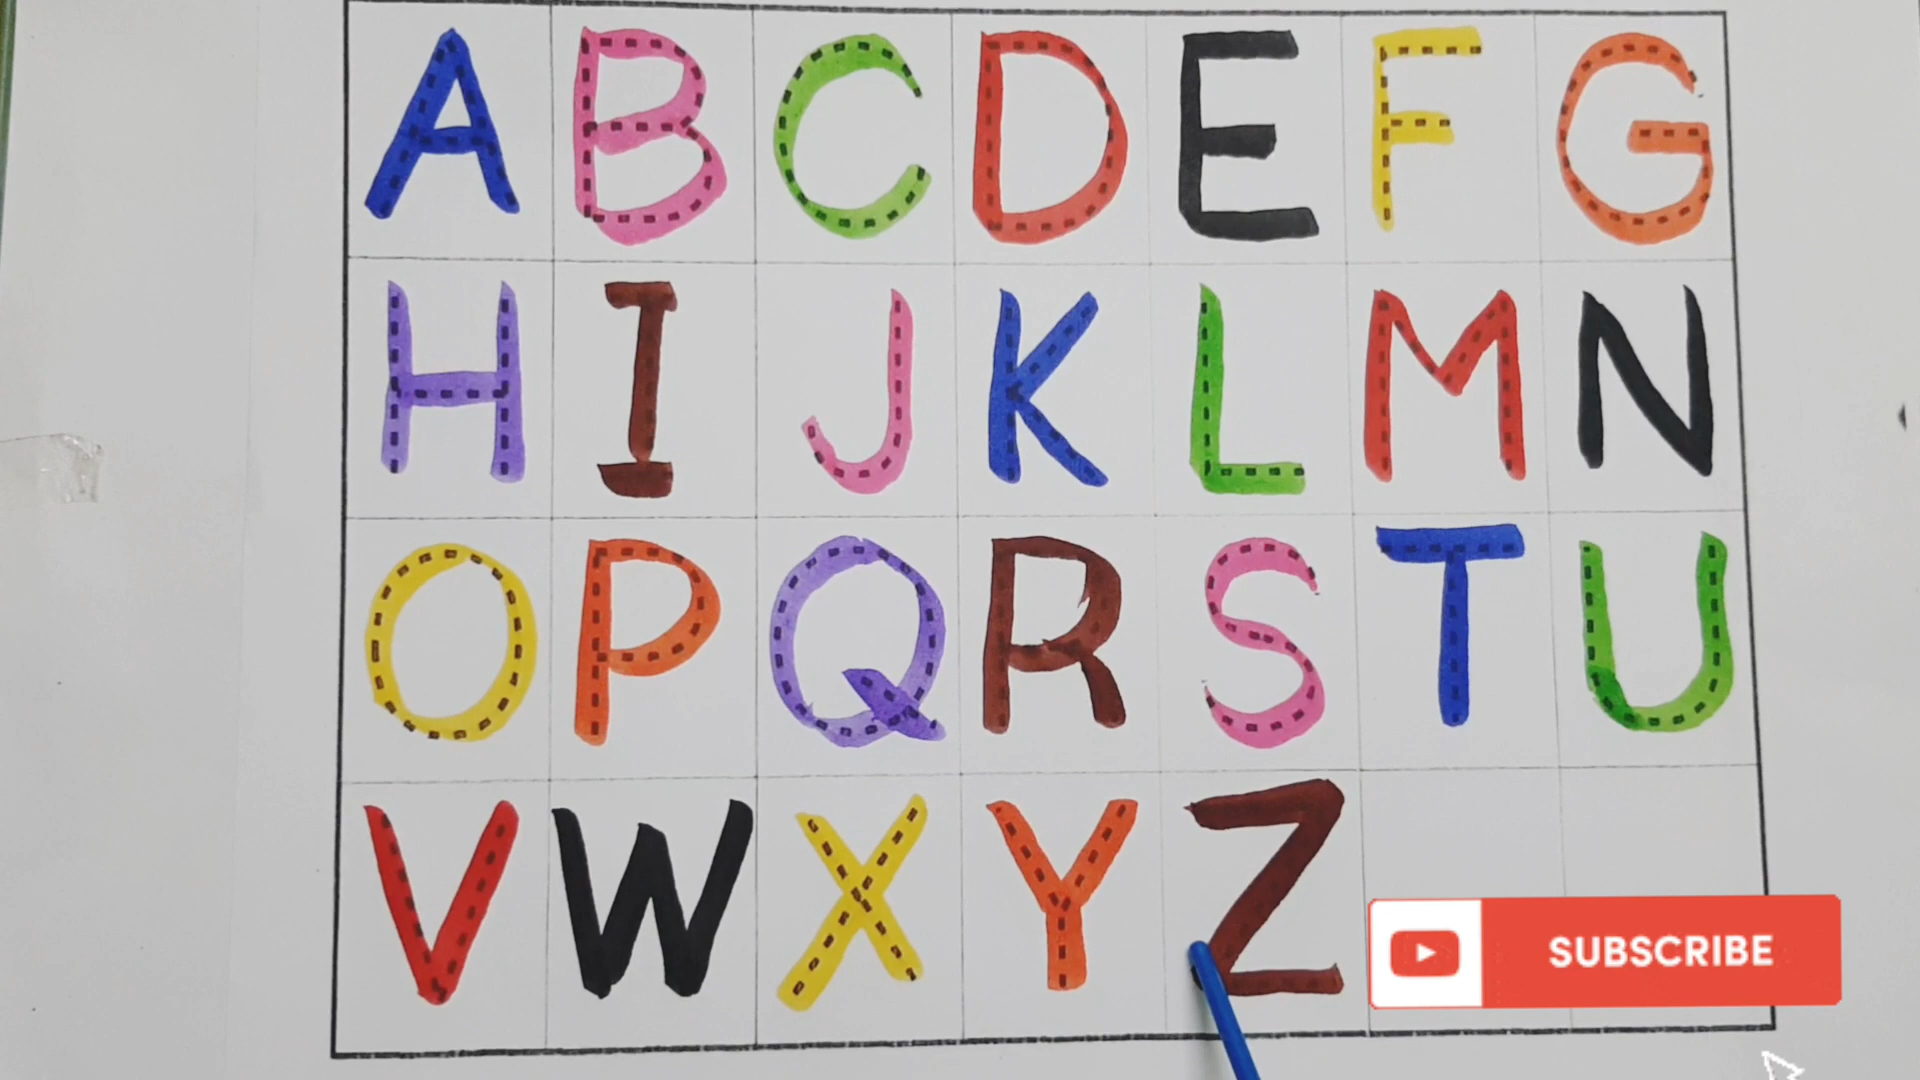 A B C D E F G
H I J K L M N
O P Q R S T U
V W X Y Z
SUBSCRIBE